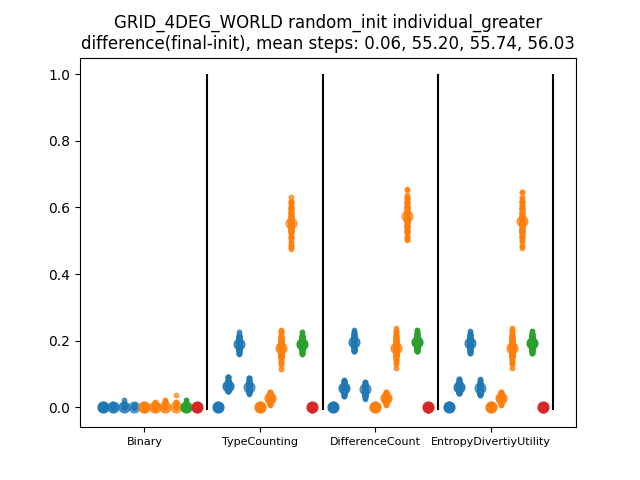 GRID_4DEG_WORLD random_init individual_greater
difference(final-init), mean steps: 0.06, 55.20, 55.74, 56.03
1.0
0.8
0.6
0.4
0.2
0.0
Binary TypeCounting DifferenceCount EntropyDivertiyUtility